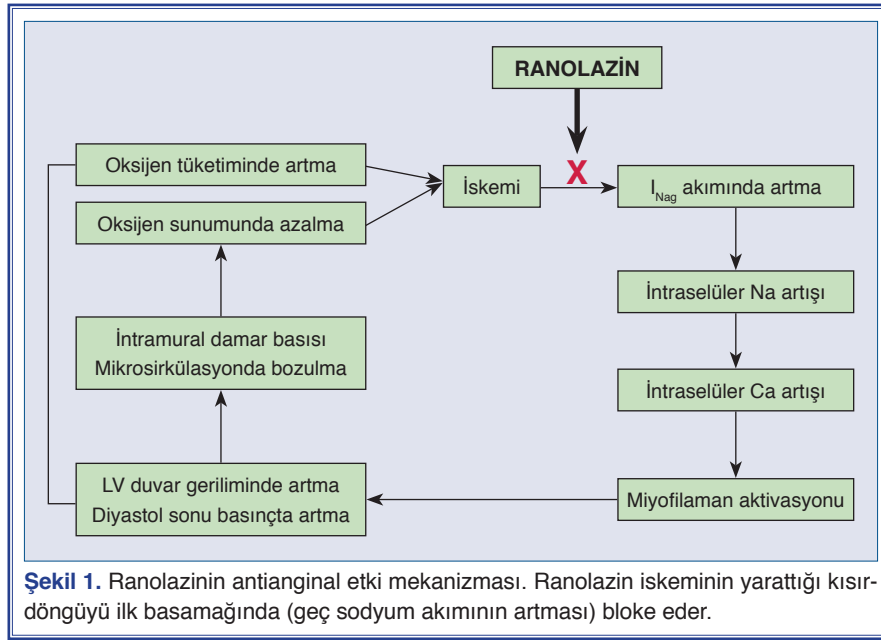 RANOLAZİN
Oksijen tüketiminde artma
Oksijen sunumunda azalma
İskemi
X
I_Nag akımında artma
İntraselüler Na artışı
İntramural damar basısı
Mikrosirkülasyonda bozulma
İntraselüler Ca artışı
LV duvar geriliminde artma
Diyastol sonu basınçta artma
Miyofilaman aktivasyonu
Şekil 1. Ranolazinin antianginal etki mekanizması. Ranolazin iskeminin yarattığı kısır-
döngüyü ilk basamağında (geç sodyum akımının artması) bloke eder.